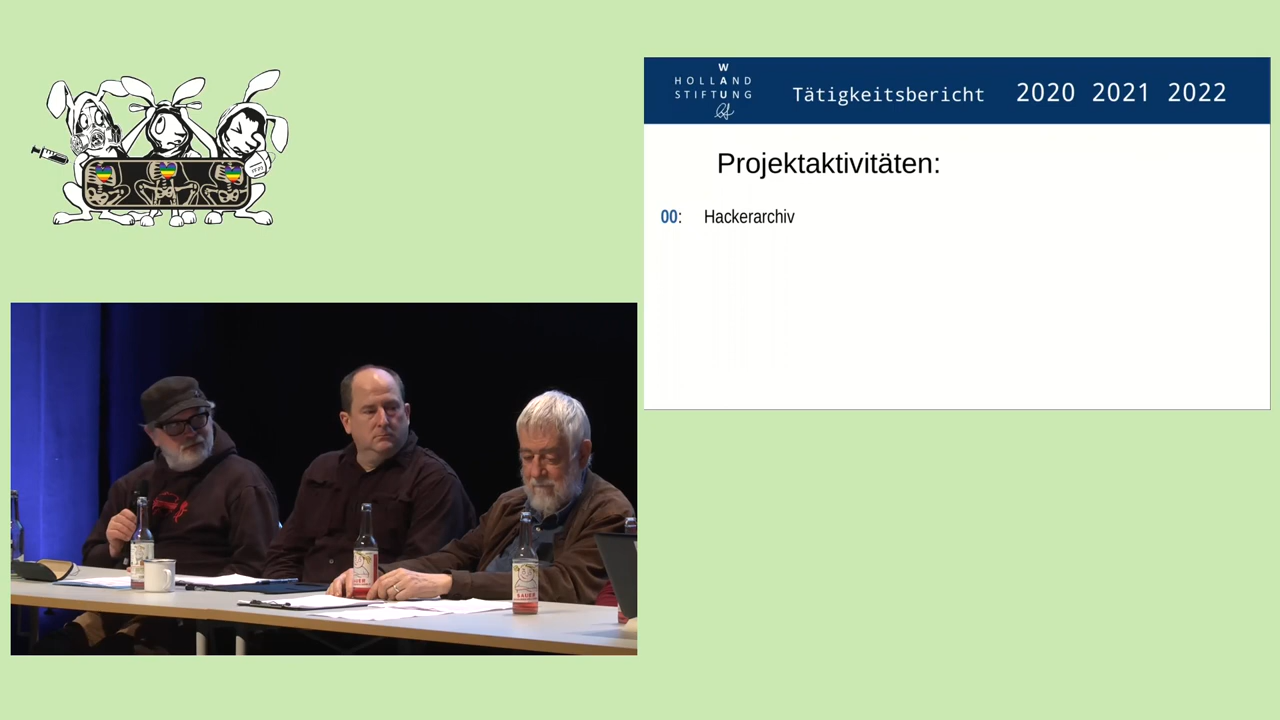 W
HOLLAND
STIFTUNG
Tätigkeitsbericht
2020 2021 2022
Projektaktivitäten:
00: Hackerarchiv
SAUER